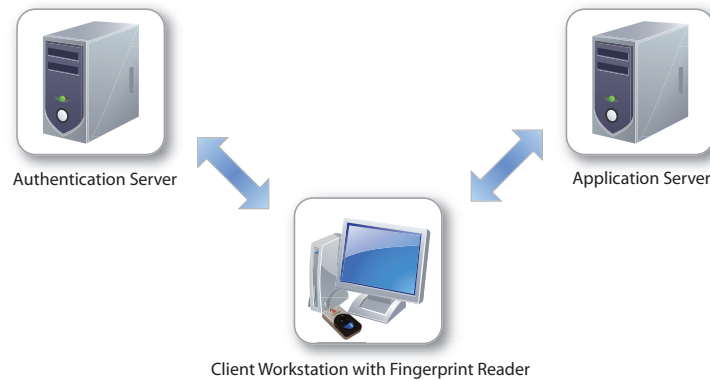 Authentication Server
Application Server
Client Workstation with Fingerprint Reader